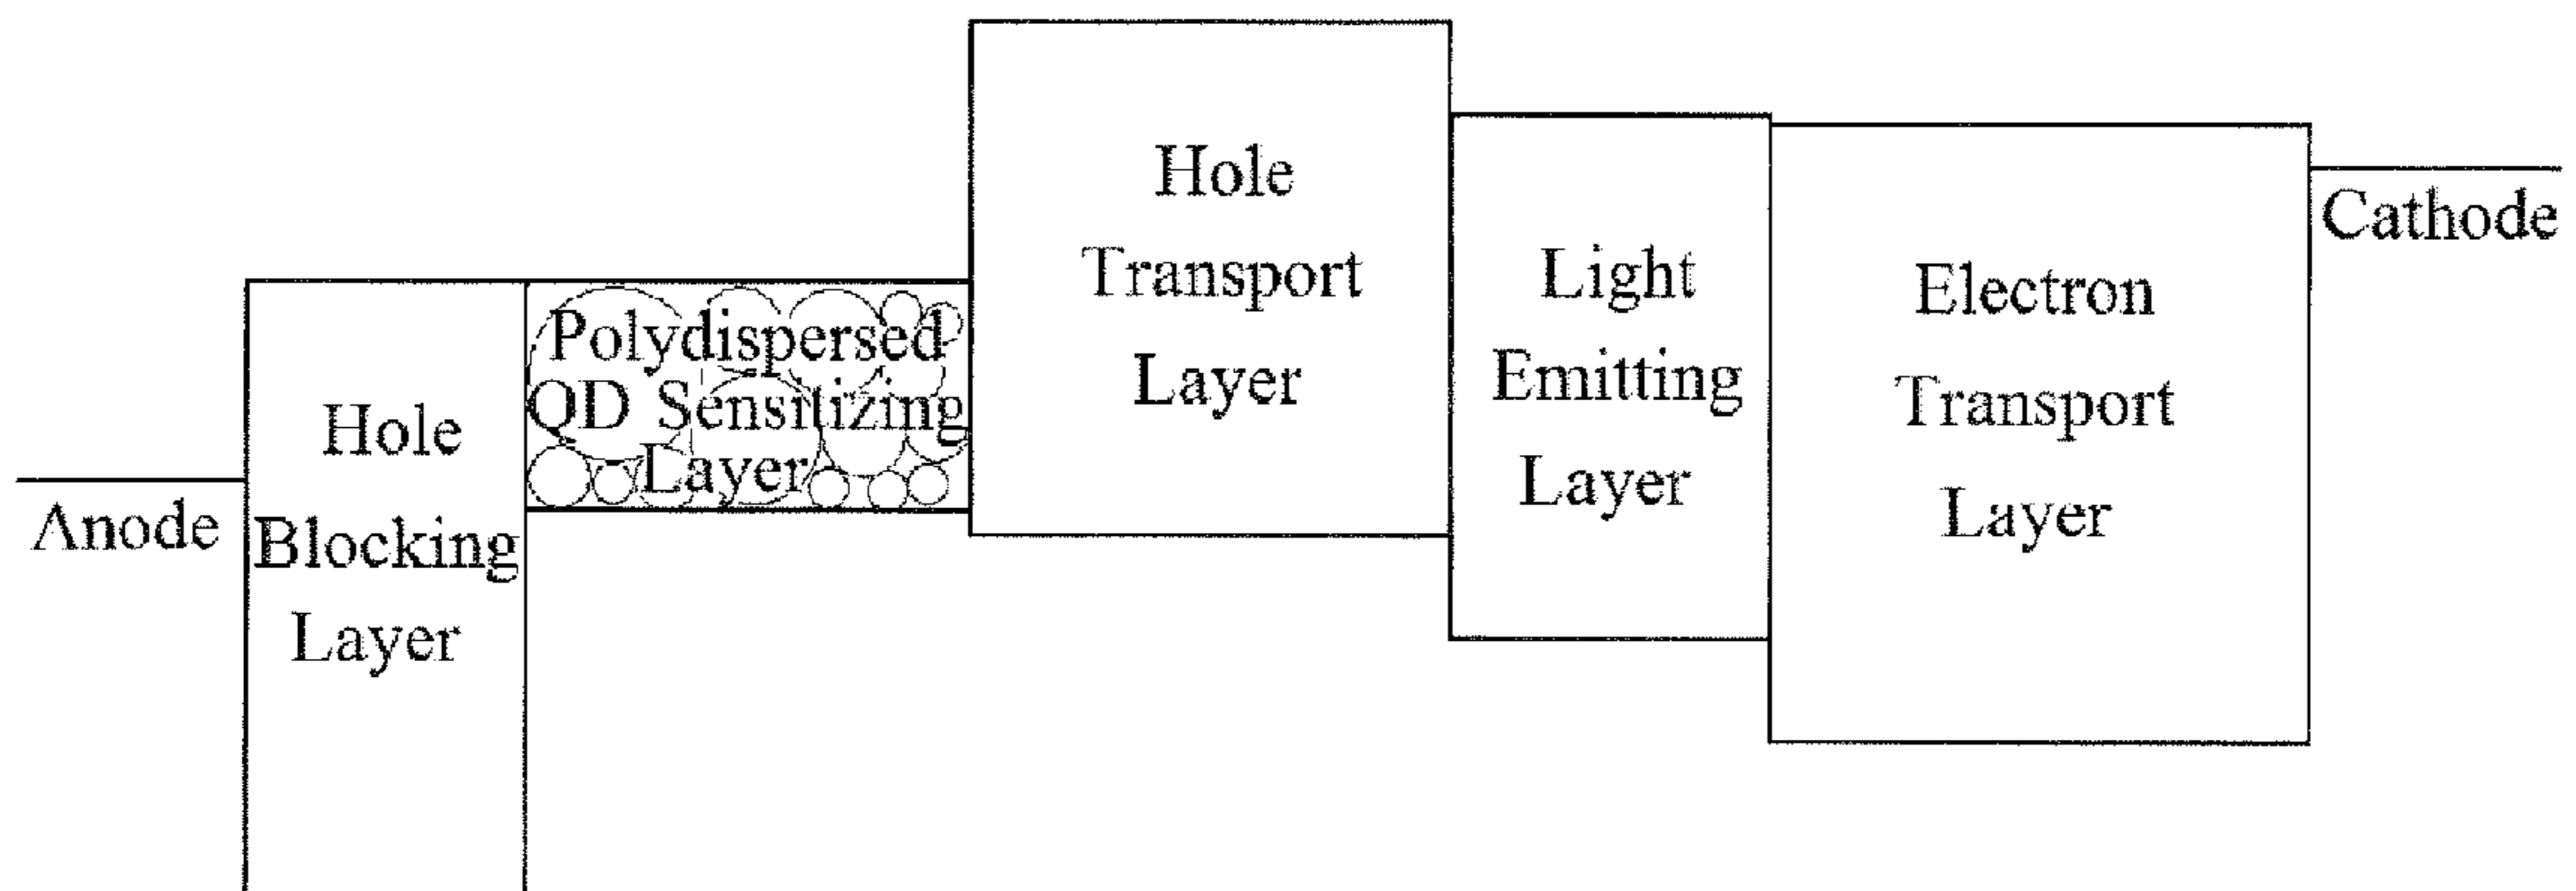 Anode
Hole
Blocking
Layer
Polydispersed
QD Sensitizing
Layer
Hole
Transport
Layer
Light
Emitting
Layer
Electron
Transport
Layer
Cathode